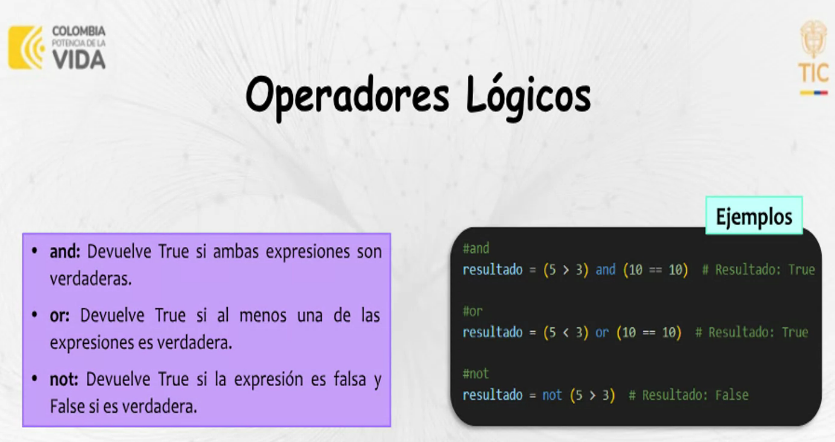 COLOMBIA
POTENCIA DE LA
VIDA
TIC
Operadores Lógicos
• and: Devuelve True si ambas expresiones son
verdaderas.
• or: Devuelve True si al menos una de las
expresiones es verdadera.
• not: Devuelve True si la expresión es falsa y
False si es verdadera.
Ejemplos
#and
resultado = (5 > 3) and (10 == 10)  # Resultado: True
#or
resultado = (5 < 3) or (10 == 10)  # Resultado: True
#not
resultado = not (5 > 3)  # Resultado: False